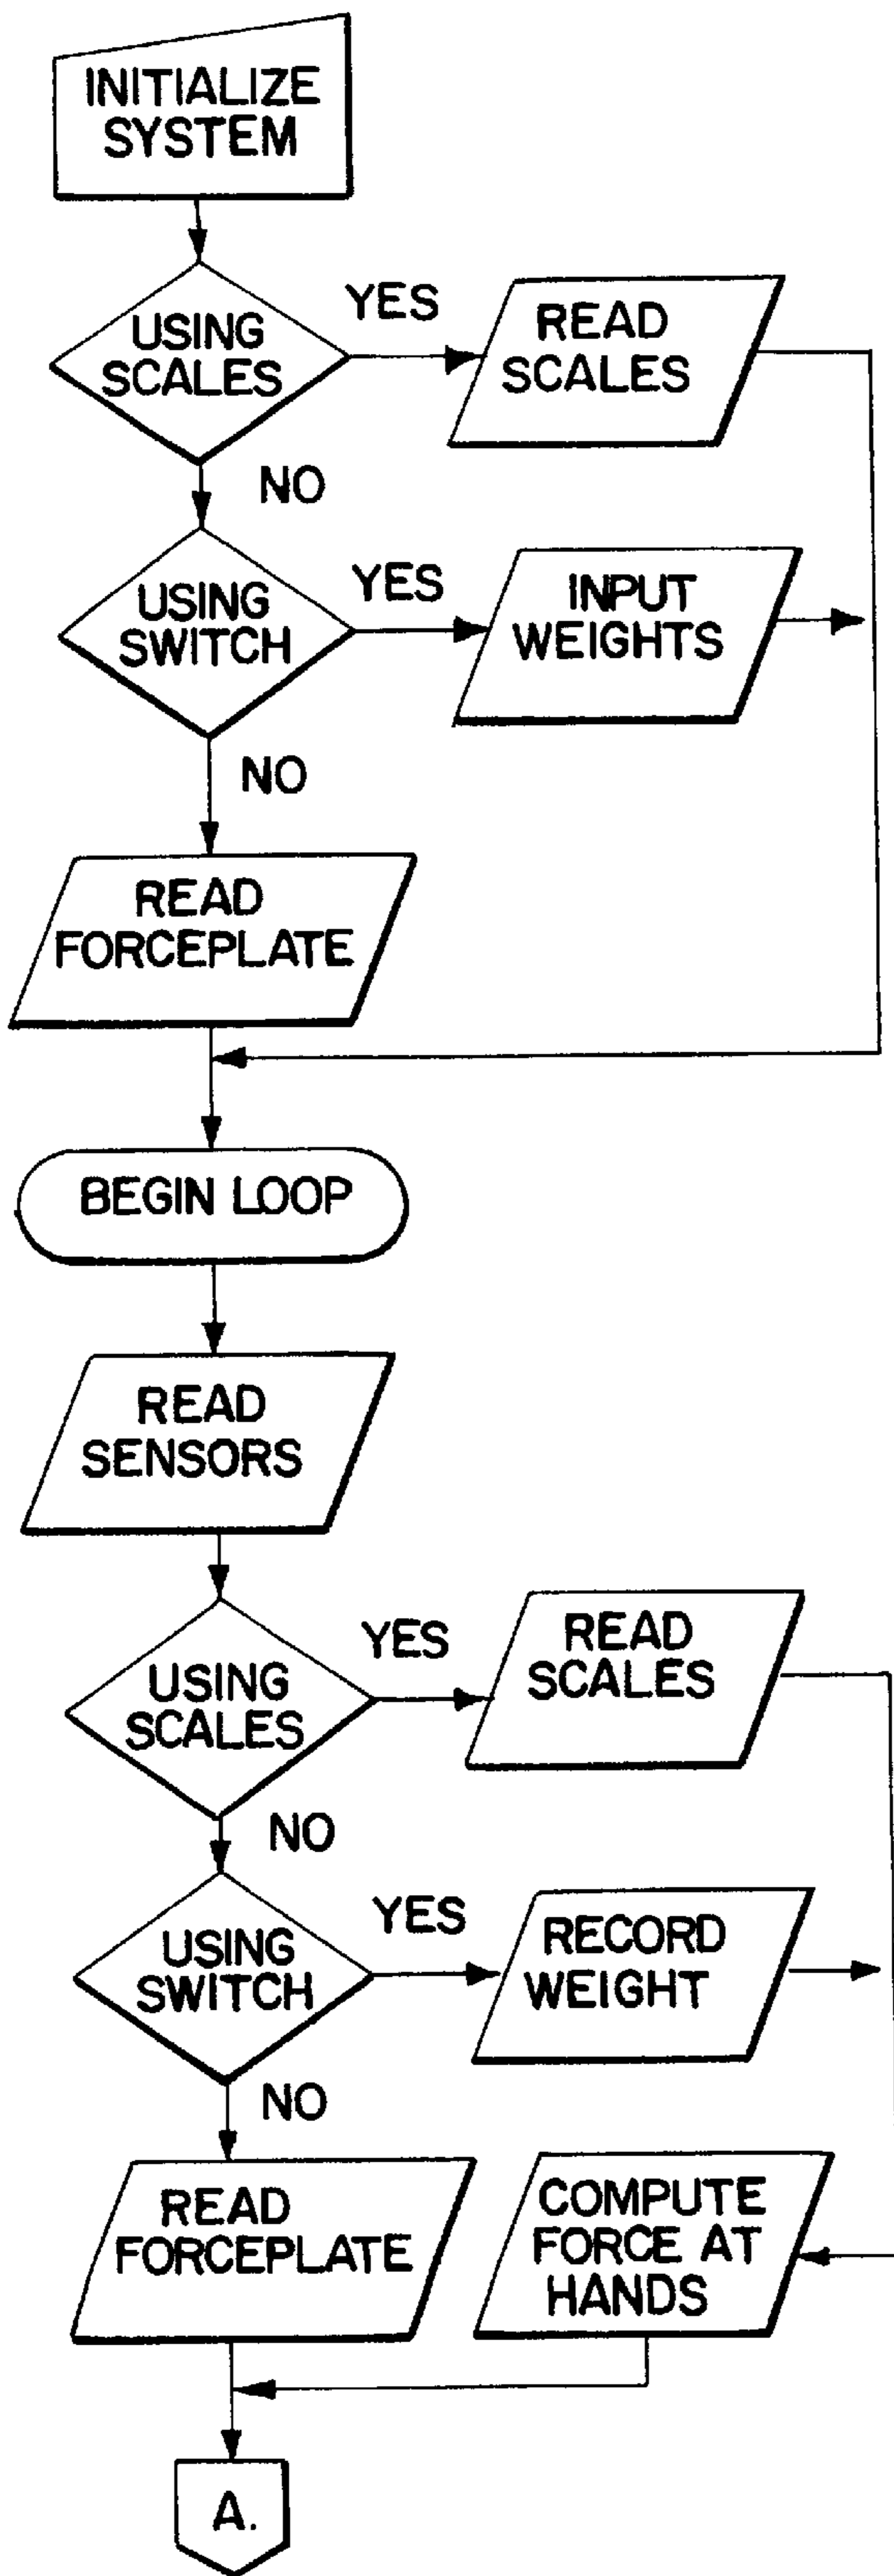 INITIALIZE
SYSTEM
USING
SCALES
YES
READ
SCALES
NO
USING
SWITCH
YES
INPUT
WEIGHTS
NO
READ
FORCEPLATE
BEGIN LOOP
READ
SENSORS
USING
SCALES
YES
READ
SCALES
NO
USING
SWITCH
YES
RECORD
WEIGHT
NO
READ
FORCEPLATE
COMPUTE
FORCE AT
HANDS
A.